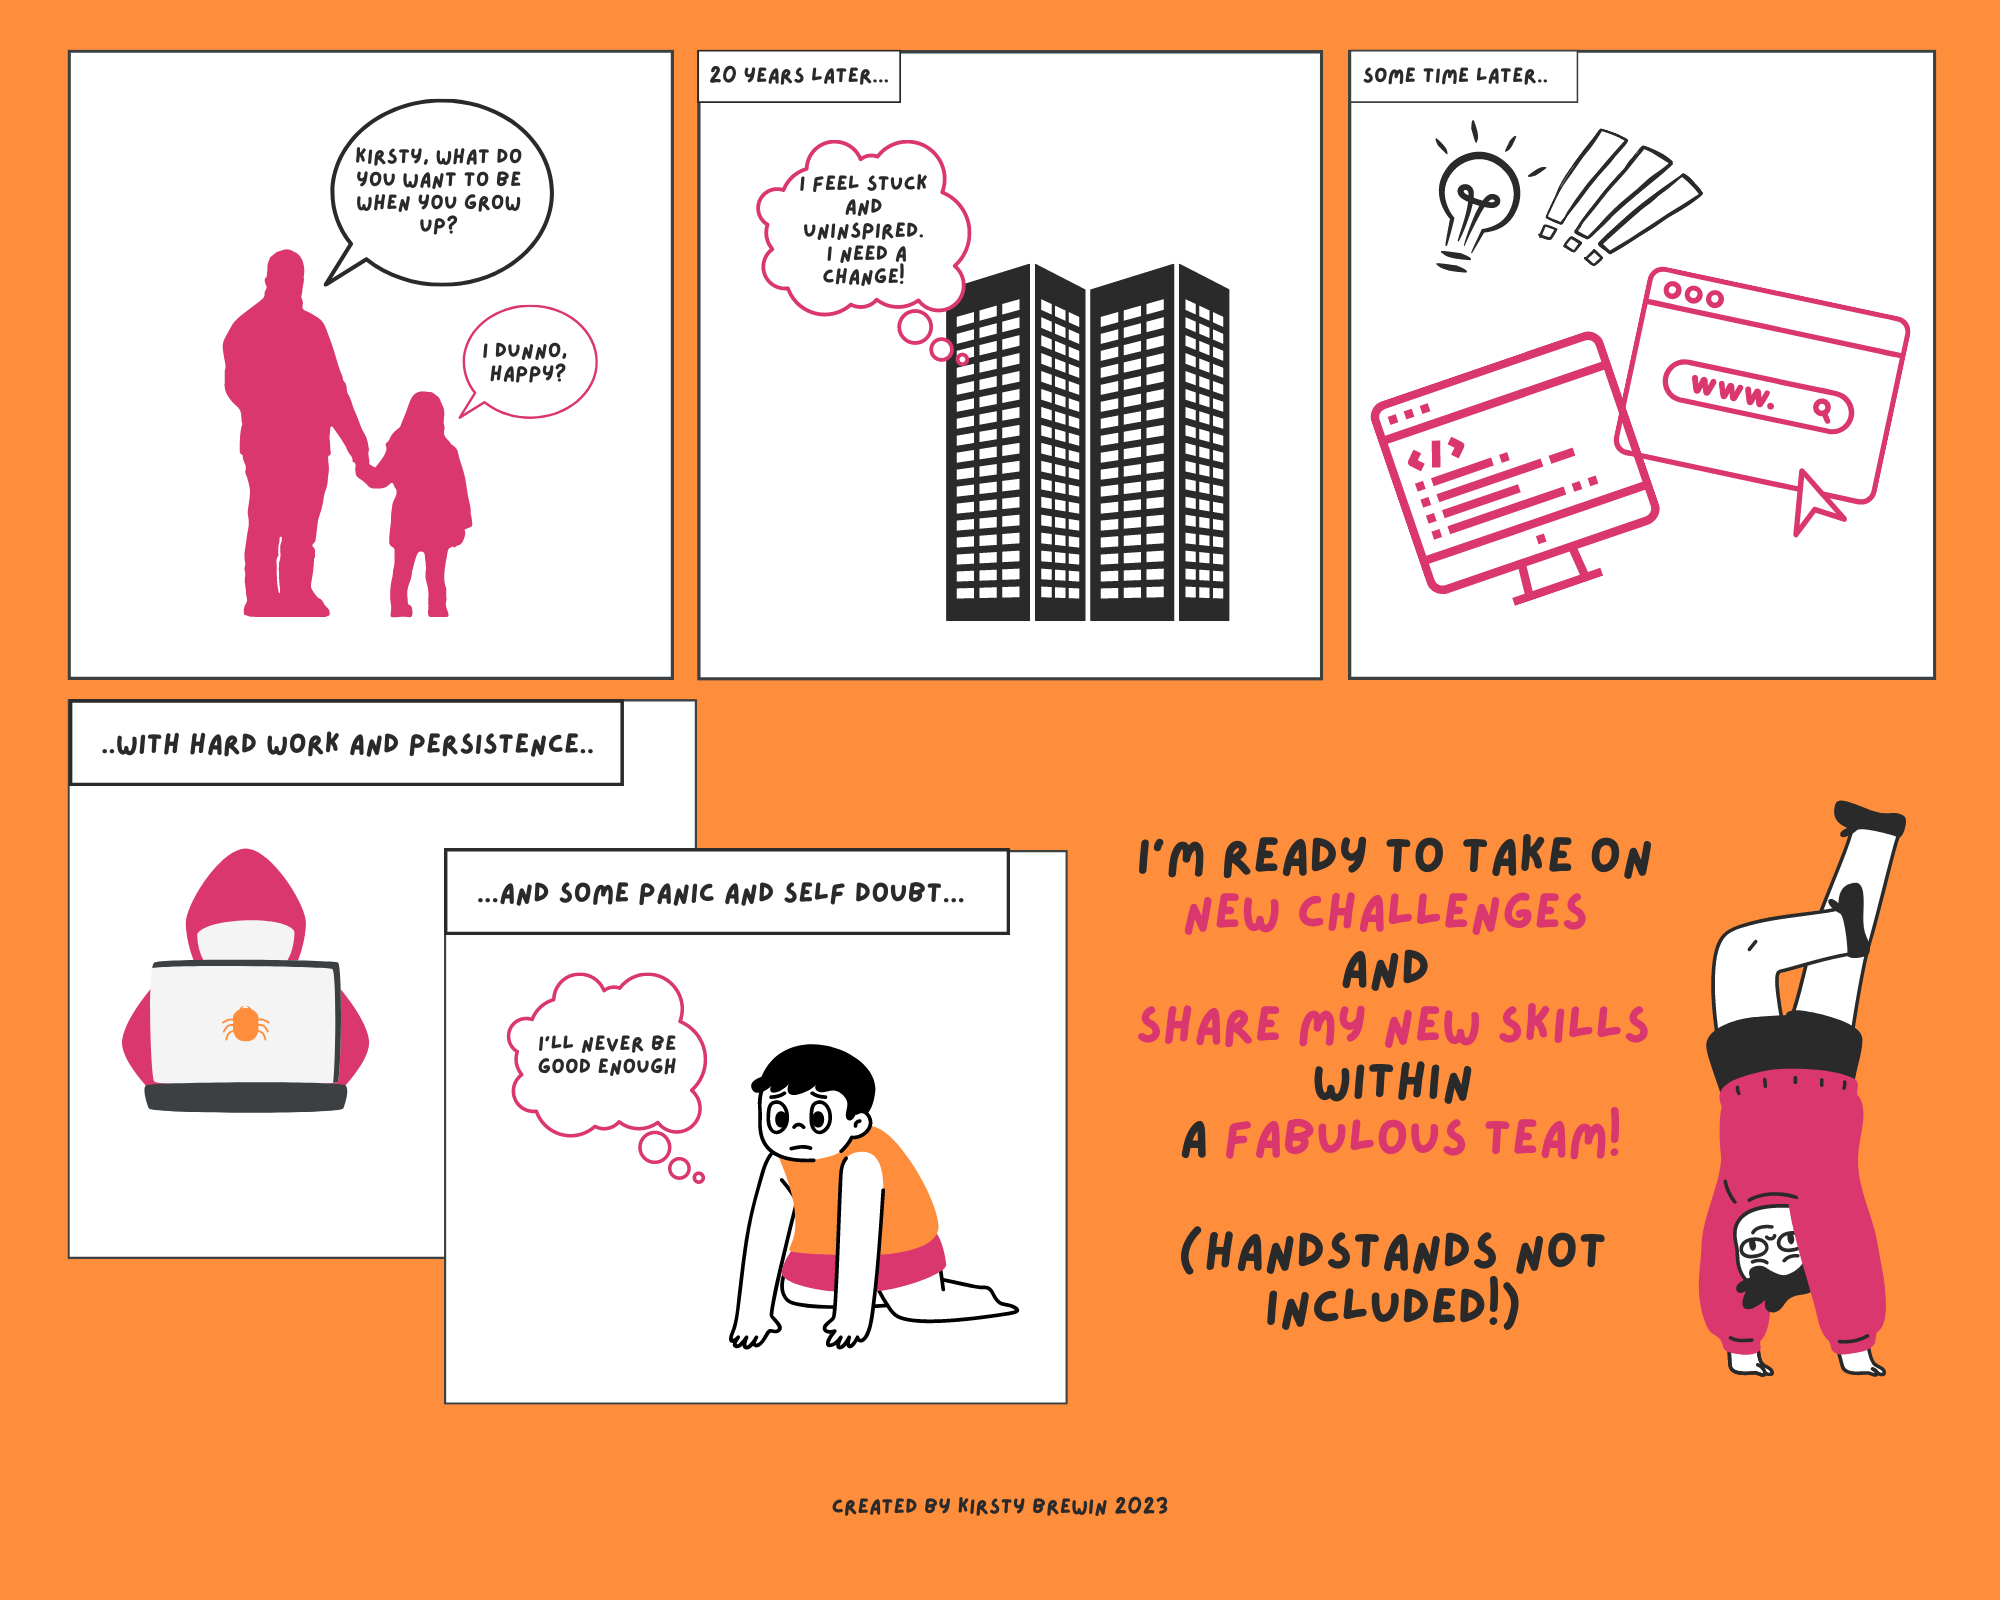 KIRSTY, WHAT DO
YOU WANT TO BE
WHEN YOU GROW
UP?
I DUNNO,
HAPPY?
20 YEARS LATER...
I FEEL STUCK
AND
UNINSPIRED.
I NEED A
CHANGE!
SOME TIME LATER..
WWW.
..WITH HARD WORK AND PERSISTENCE..
...AND SOME PANIC AND SELF DOUBT...
I'LL NEVER BE
GOOD ENOUGH
I'M READY TO TAKE ON
NEW CHALLENGES
AND
SHARE MY NEW SKILLS
WITHIN
A FABULOUS TEAM!
(HANDSTANDS NOT
INCLUDED!)
CREATED BY KIRSTY BREWIN 2023